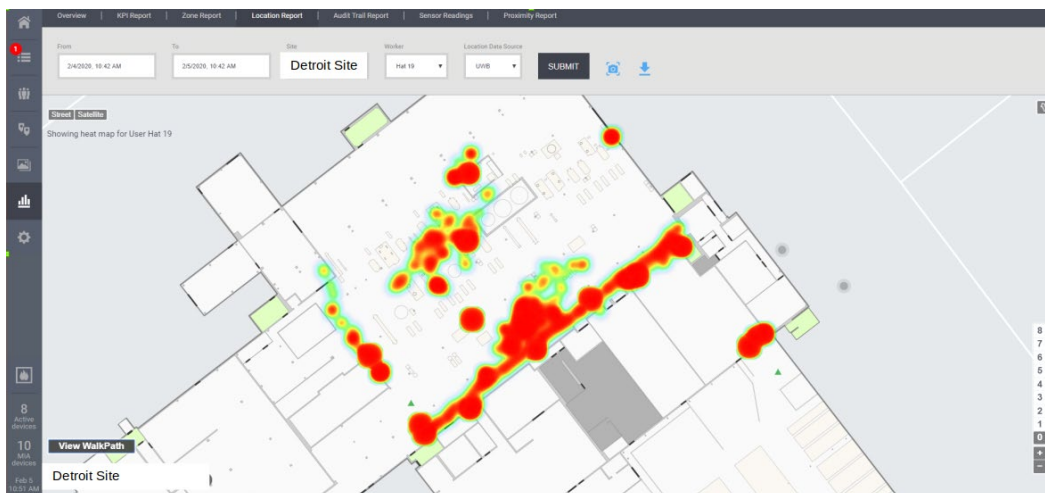 Overview | KPI Report | Zone Report | Location Report | Audit Trail Report | Sensor Readings | Proximity Report
1
From To Site Worker Location Data Source
2/4/2020, 10:42 AM 2/5/2020, 10:42 AM Detroit Site Hat 19 UWB SUBMIT
Street Satellite
Showing heat map for User Hat 19
8
7
6
5
4
3
2
1
0
+
−
8
Active
devices
10
MIA
devices
Feb 5
10:51 AM
View WalkPath
Detroit Site